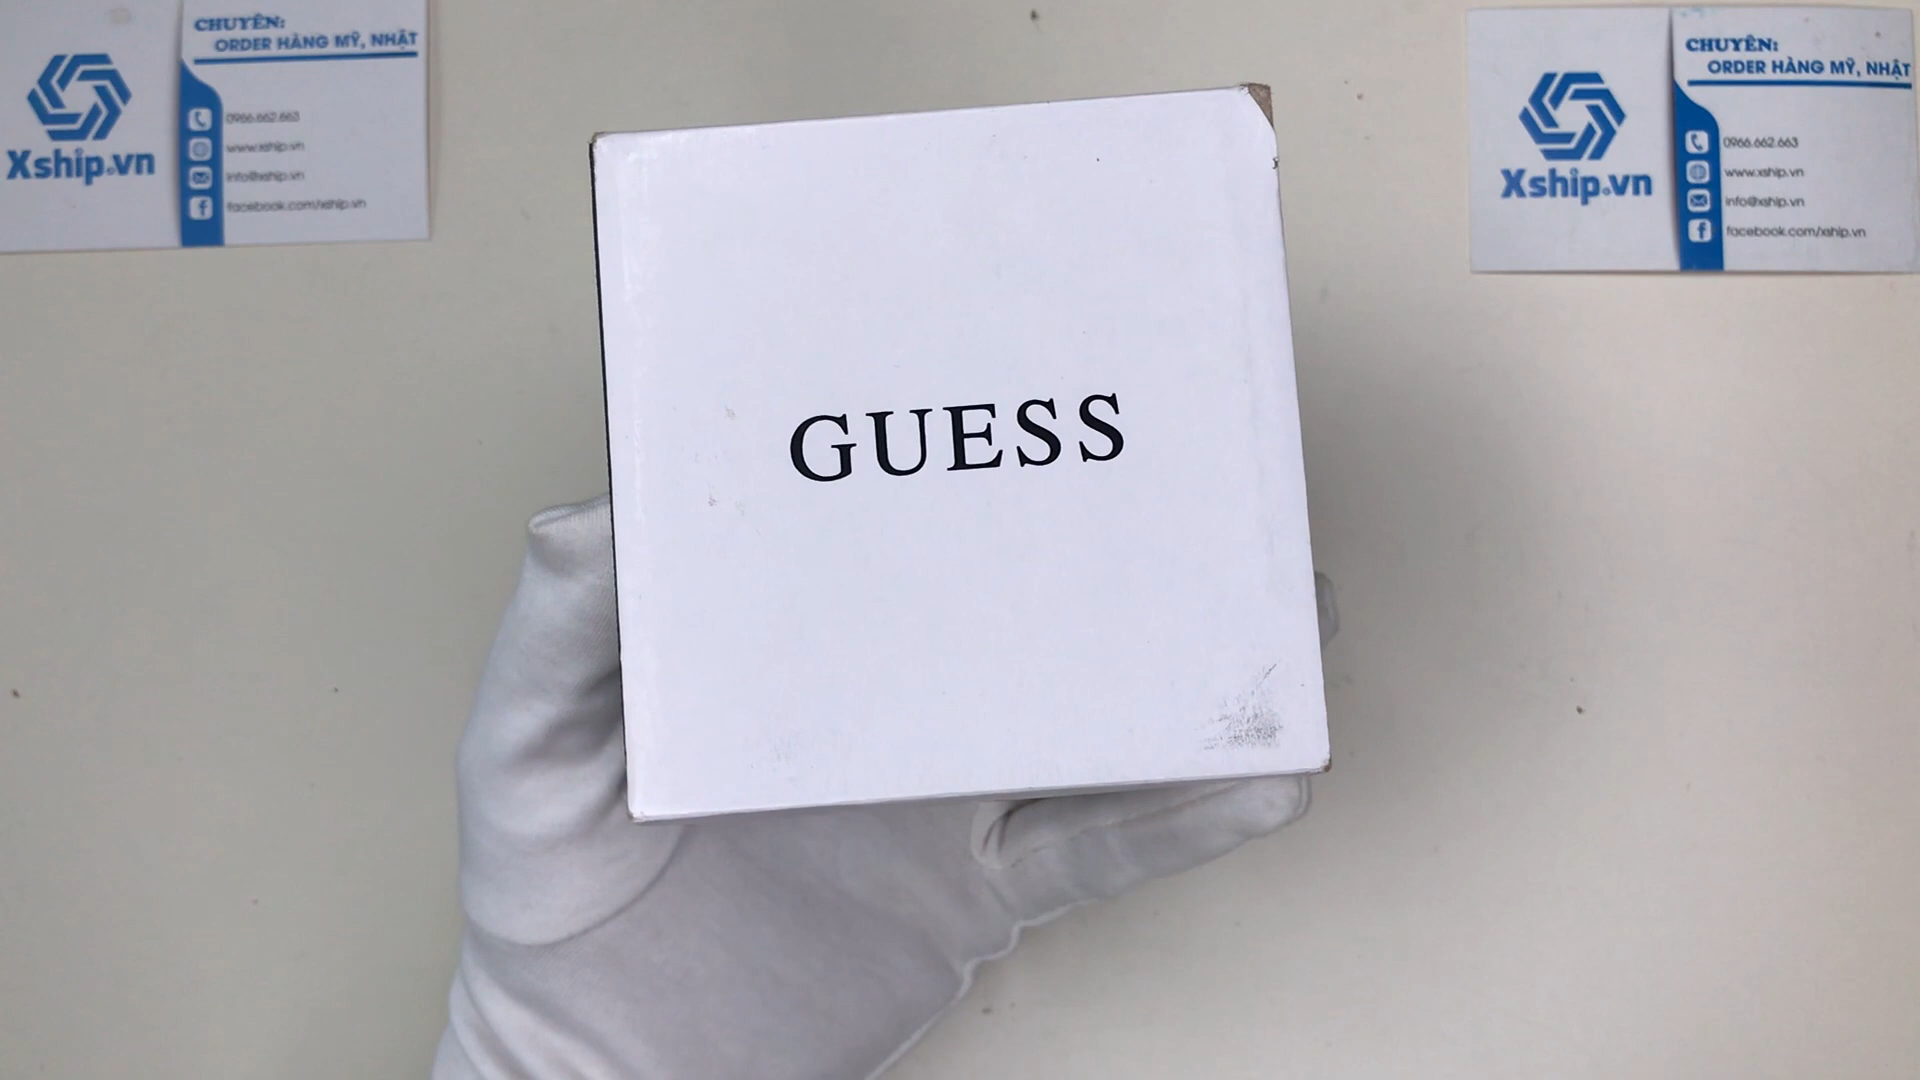 CHUYÊN:
ORDER HÀNG MỸ, NHẬT
Xship.vn
0966.662.663
www.xship.vn
info@xship.vn
facebook.com/xship.vn
CHUYÊN:
ORDER HÀNG MỸ, NHẬT
Xship.vn
0966.662.663
www.xship.vn
info@xship.vn
facebook.com/xship.vn
GUESS